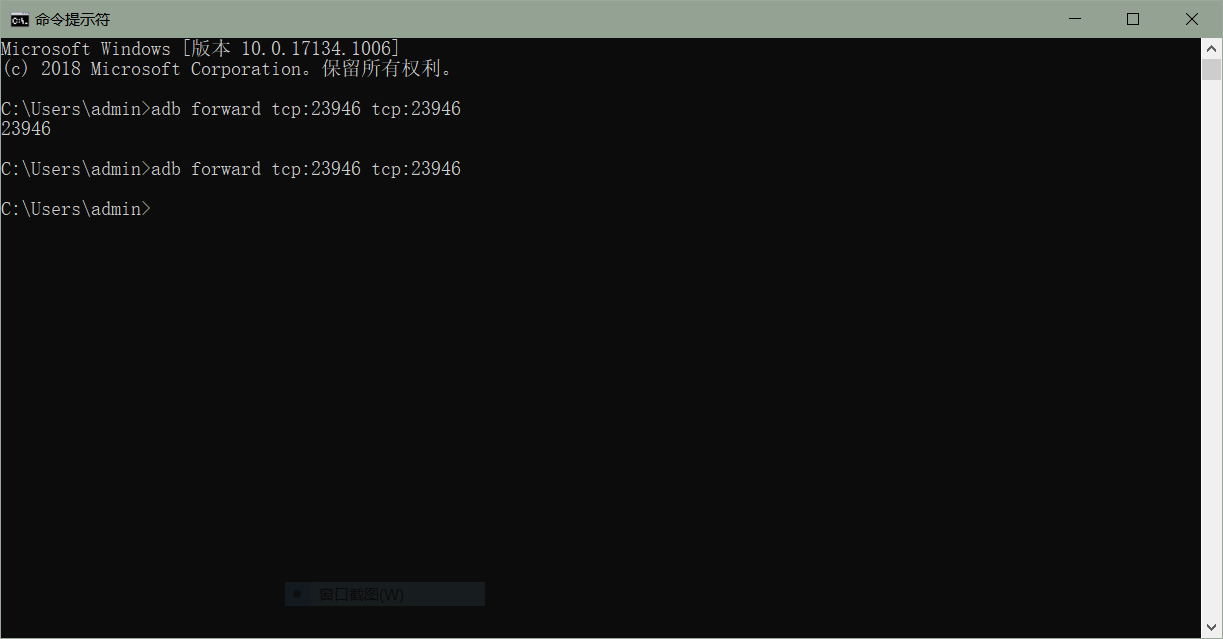 命令提示符
Microsoft Windows [版本 10.0.17134.1006]
(c) 2018 Microsoft Corporation。保留所有权利。
C:\Users\admin>adb forward tcp:23946 tcp:23946
23946
C:\Users\admin>adb forward tcp:23946 tcp:23946
C:\Users\admin>
窗口截图(W)